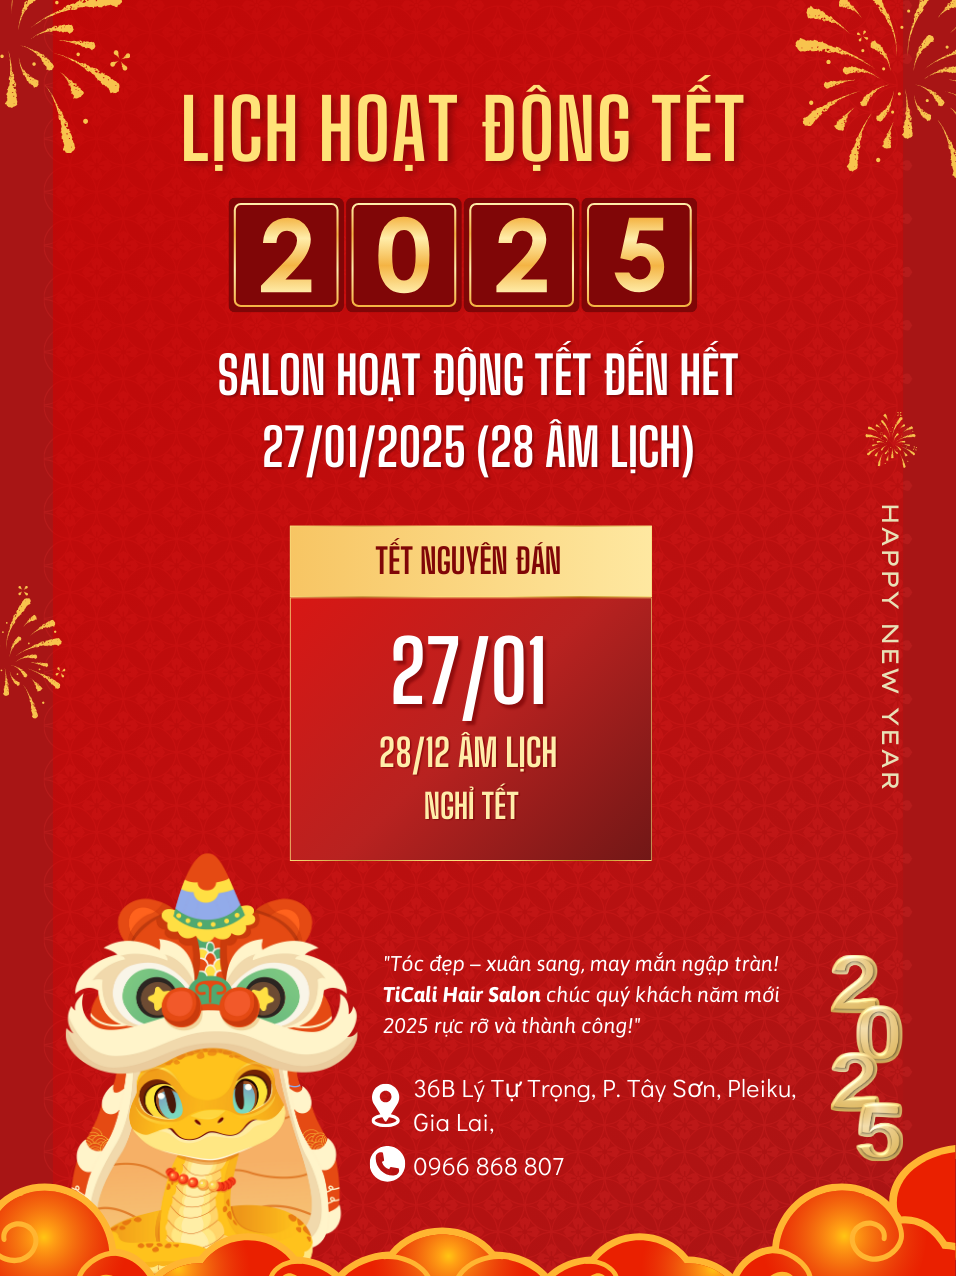 LỊCH HOẠT ĐỘNG TẾT
2025
SALON HOẠT ĐỘNG TẾT ĐẾN HẾT
27/01/2025 (28 ÂM LỊCH)
TẾT NGUYÊN ĐÁN
27/01
28/12 ÂM LỊCH
NGHỈ TẾT
HAPPY NEW YEAR
"Tóc đẹp – xuân sang, may mắn ngập tràn!
TiCali Hair Salon chúc quý khách năm mới
2025 rực rỡ và thành công!"
2025
36B Lý Tự Trọng, P. Tây Sơn, Pleiku,
Gia Lai,
0966 868 807